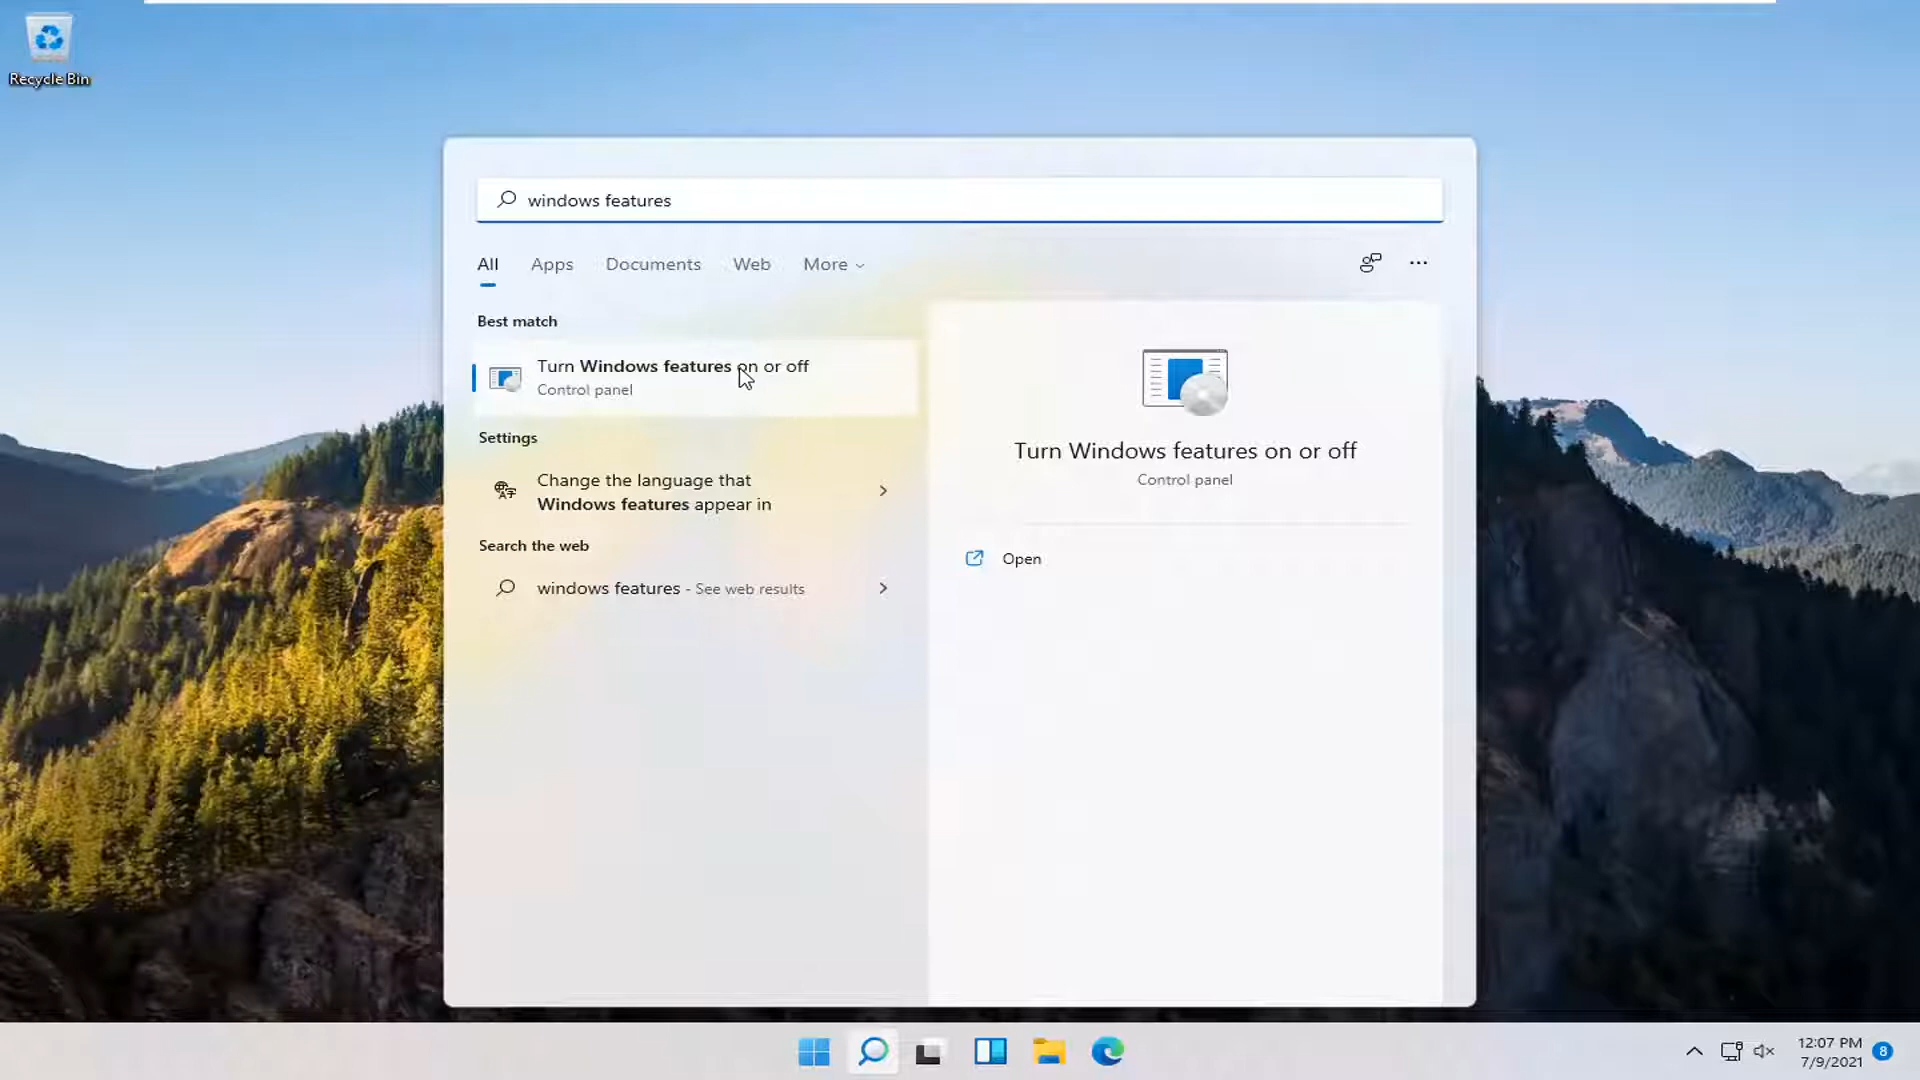 Recycle Bin
windows features
All Apps Documents Web More
Best match
Turn Windows features on or off
Control panel
Settings
Change the language that
Windows features appear in
Search the web
windows features - See web results
Turn Windows features on or off
Control panel
Open
12:07 PM
7/9/2021
8